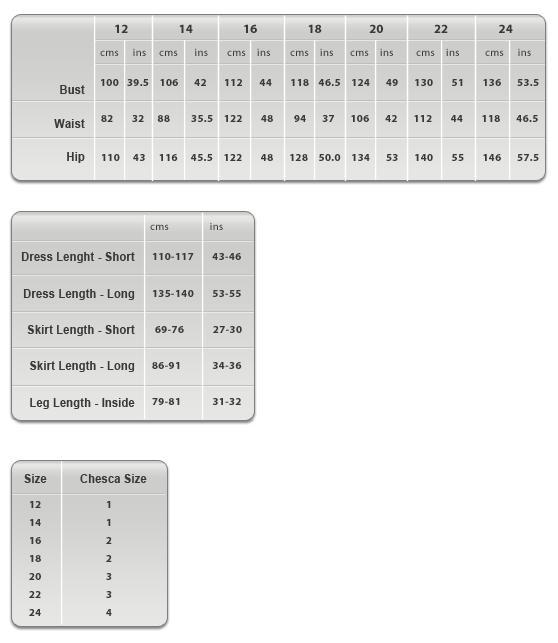 12 14 16 18 20 22 24
cms ins cms ins cms ins cms ins cms ins cms ins cms ins
Bust 100 39.5 106 42 112 44 118 46.5 124 49 130 51 136 53.5
Waist 82 32 88 35.5 122 48 94 37 106 42 112 44 118 46.5
Hip 110 43 116 45.5 122 48 128 50.0 134 53 140 55 146 57.5
cms ins
Dress Lenght - Short 110-117 43-46
Dress Length - Long 135-140 53-55
Skirt Length - Short 69-76 27-30
Skirt Length - Long 86-91 34-36
Leg Length - Inside 79-81 31-32
Size Chesca Size
12 1
14 1
16 2
18 2
20 3
22 3
24 4